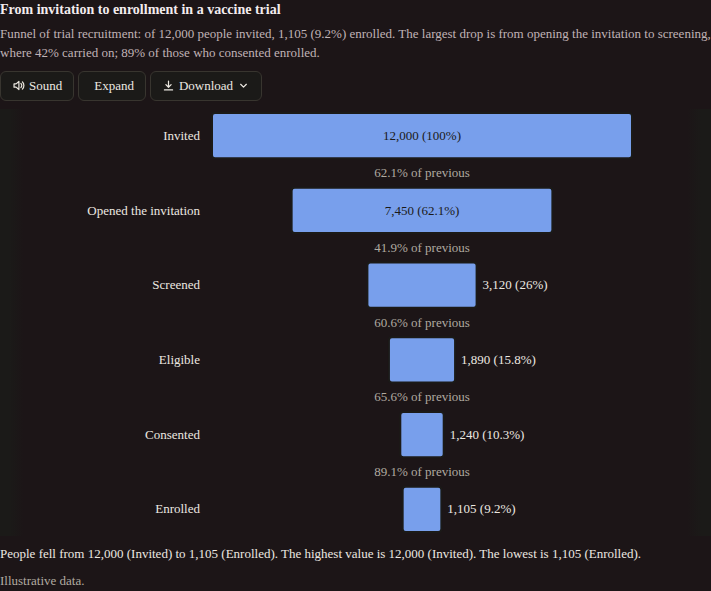 From invitation to enrollment in a vaccine trial
Funnel of trial recruitment: of 12,000 people invited, 1,105 (9.2%) enrolled. The largest drop is from opening the invitation to screening,
where 42% carried on; 89% of those who consented enrolled.
Sound Expand Download
Invited 12,000 (100%)
62.1% of previous
Opened the invitation 7,450 (62.1%)
41.9% of previous
Screened 3,120 (26%)
60.6% of previous
Eligible 1,890 (15.8%)
65.6% of previous
Consented 1,240 (10.3%)
89.1% of previous
Enrolled 1,105 (9.2%)
People fell from 12,000 (Invited) to 1,105 (Enrolled). The highest value is 12,000 (Invited). The lowest is 1,105 (Enrolled).
Illustrative data.